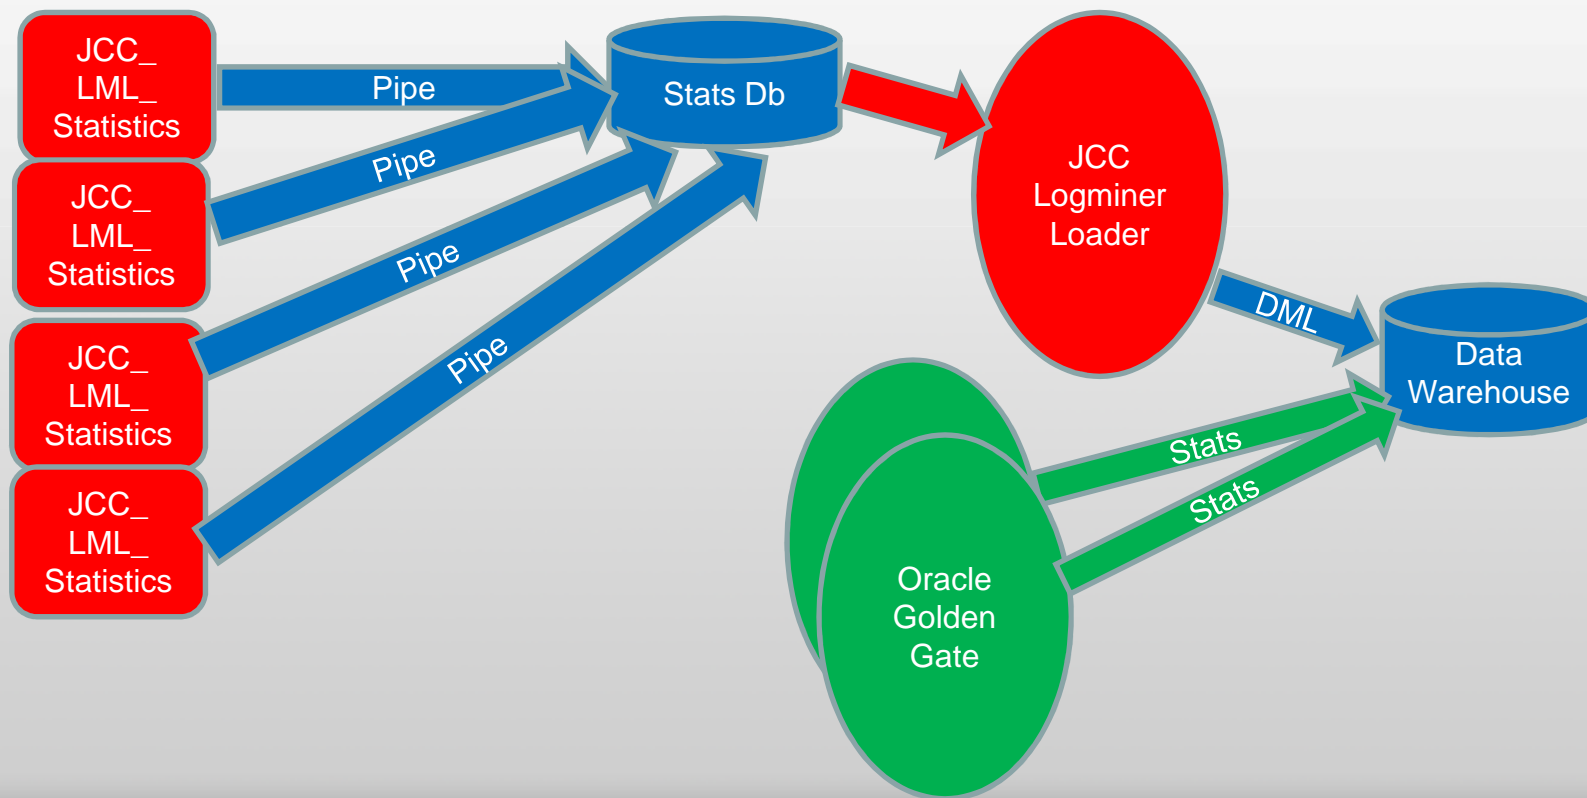 JCC_
LML_
Statistics
Pipe
Stats Db
JCC_
LML_
Statistics
Pipe
JCC
Logminer
Loader
JCC_
LML_
Statistics
Pipe
DML
Data
Warehouse
JCC_
LML_
Statistics
Pipe
Stats
Stats
Oracle
Golden
Gate